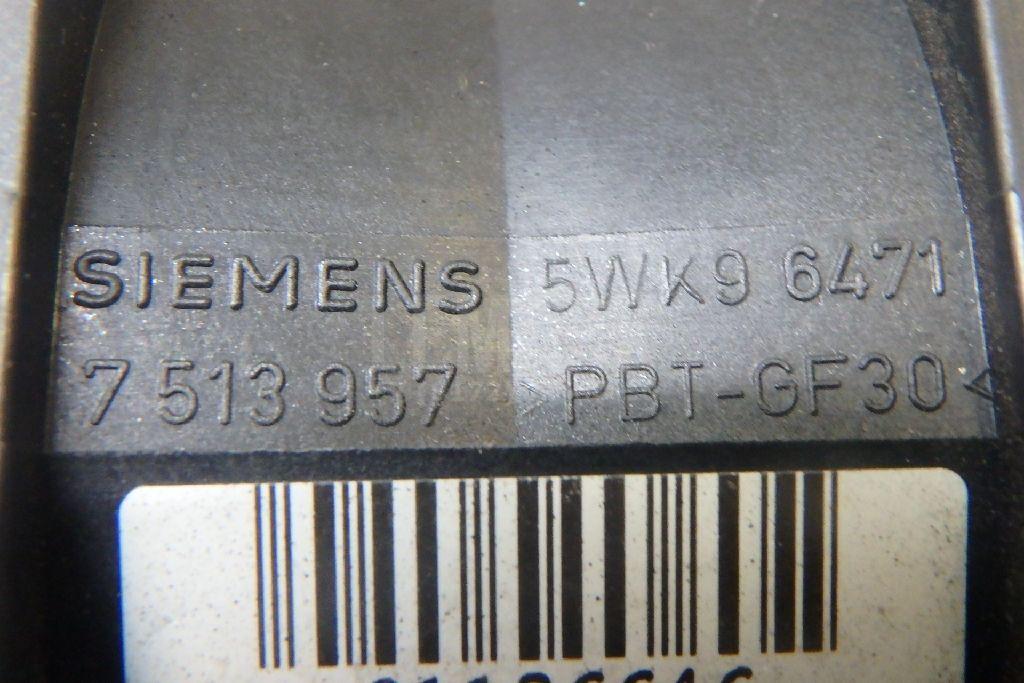 SIEMENS 5WK9 6471
7 513 957 >PBT-GF30<